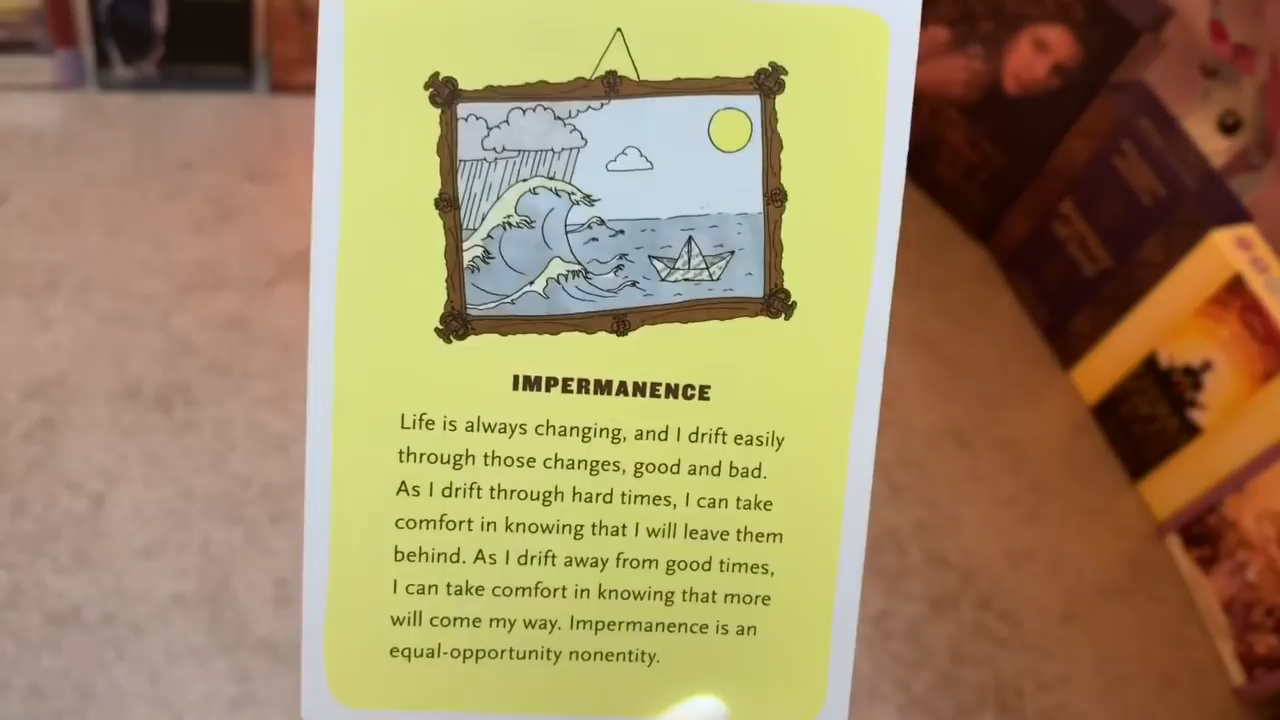 IMPERMANENCE
Life is always changing, and I drift easily
through those changes, good and bad.
As I drift through hard times, I can take
comfort in knowing that I will leave them
behind. As I drift away from good times,
I can take comfort in knowing that more
will come my way. Impermanence is an
equal-opportunity nonentity.